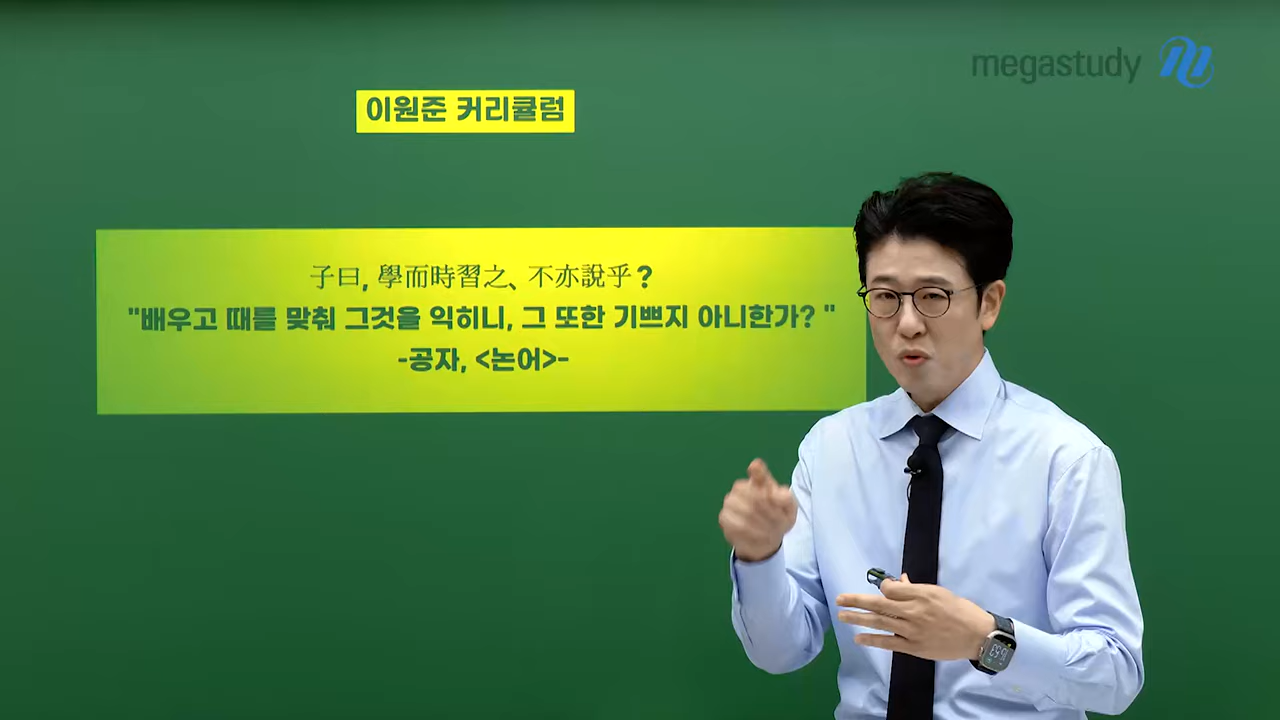 megastudy
이원준 커리큘럼
子曰, 學而時習之、不亦說乎?
"배우고 때를 맞춰 그것을 익히니, 그 또한 기쁘지 아니한가? "
-공자, <논어>-